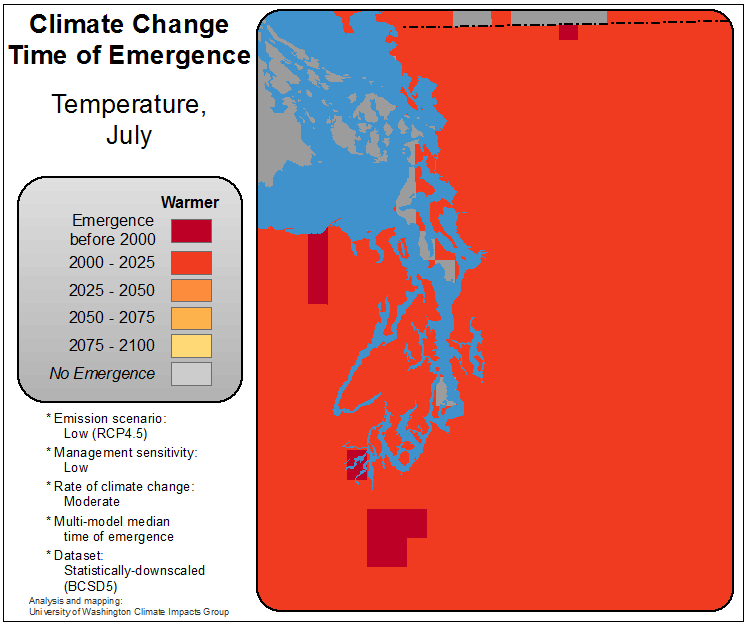 Climate Change
Time of Emergence
Temperature,
July
Warmer
Emergence
before 2000
2000 - 2025
2025 - 2050
2050 - 2075
2075 - 2100
No Emergence
* Emission scenario:
Low (RCP4.5)
* Management sensitivity:
Low
* Rate of climate change:
Moderate
* Multi-model median
time of emergence
* Dataset:
Statistically-downscaled
(BCSD5)
Analysis and mapping:
University of Washington Climate Impacts Group